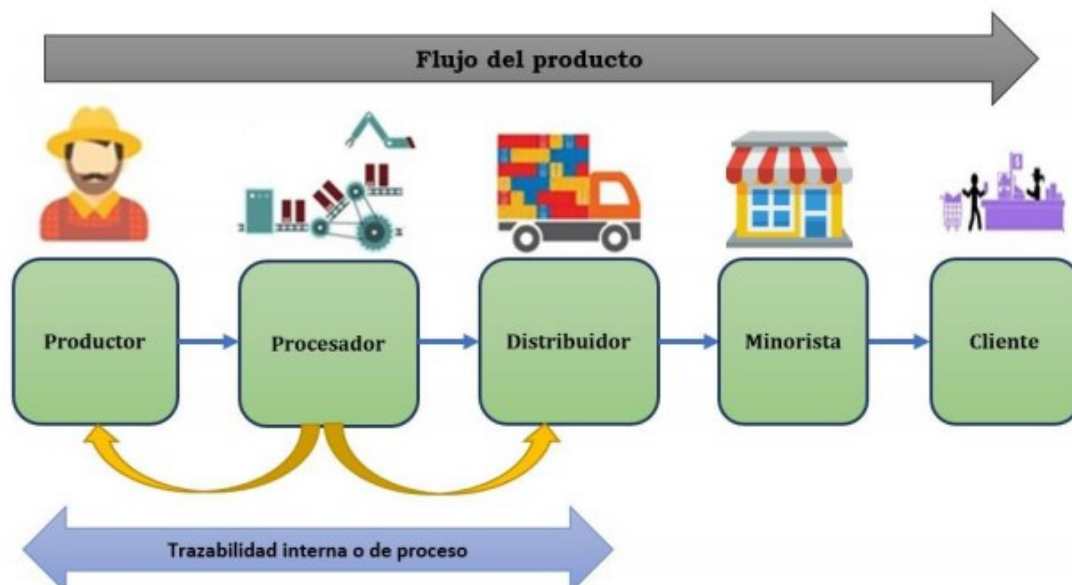 Flujo del producto
Productor
Procesador
Distribuidor
Minorista
Cliente
Trazabilidad interna o de proceso